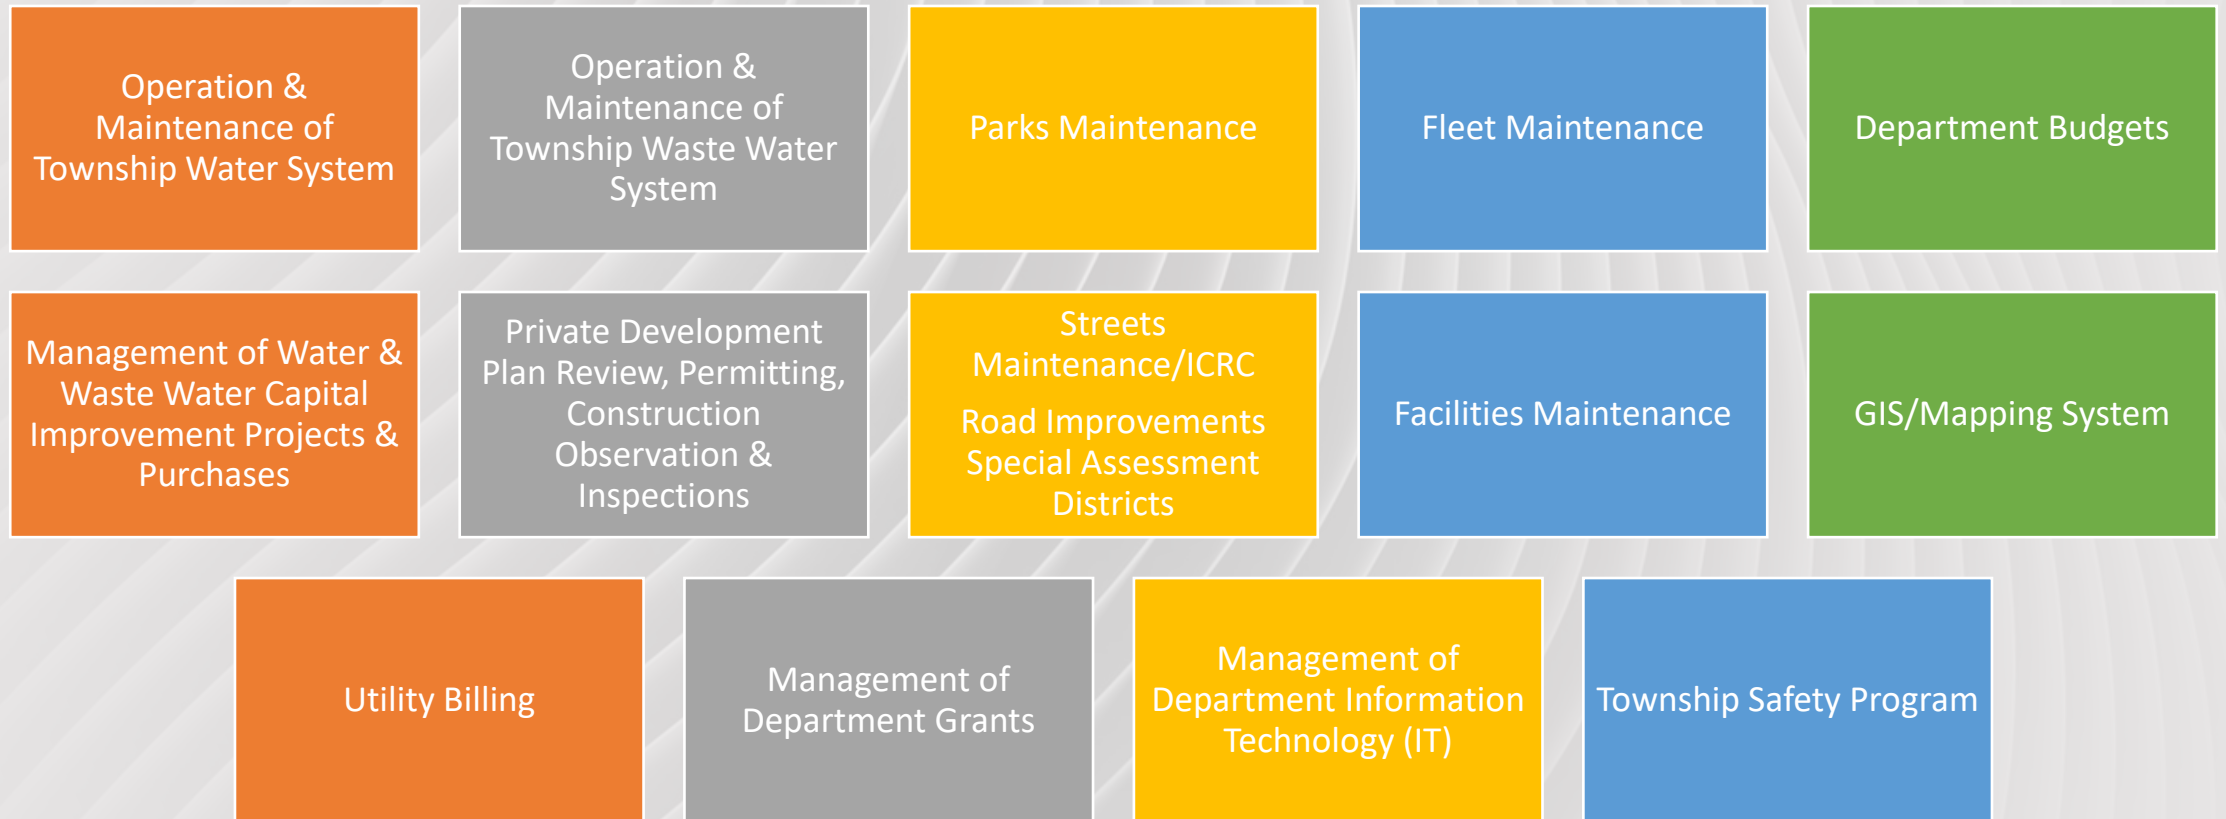 Operation &
Maintenance of
Township Water System
Operation &
Maintenance of
Township Waste Water
System
Parks Maintenance
Fleet Maintenance
Department Budgets
Management of Water &
Waste Water Capital
Improvement Projects &
Purchases
Private Development
Plan Review, Permitting,
Construction
Observation &
Inspections
Streets
Maintenance/ICRC
Road Improvements
Special Assessment
Districts
Facilities Maintenance
GIS/Mapping System
Utility Billing
Management of
Department Grants
Management of
Department Information
Technology (IT)
Township Safety Program